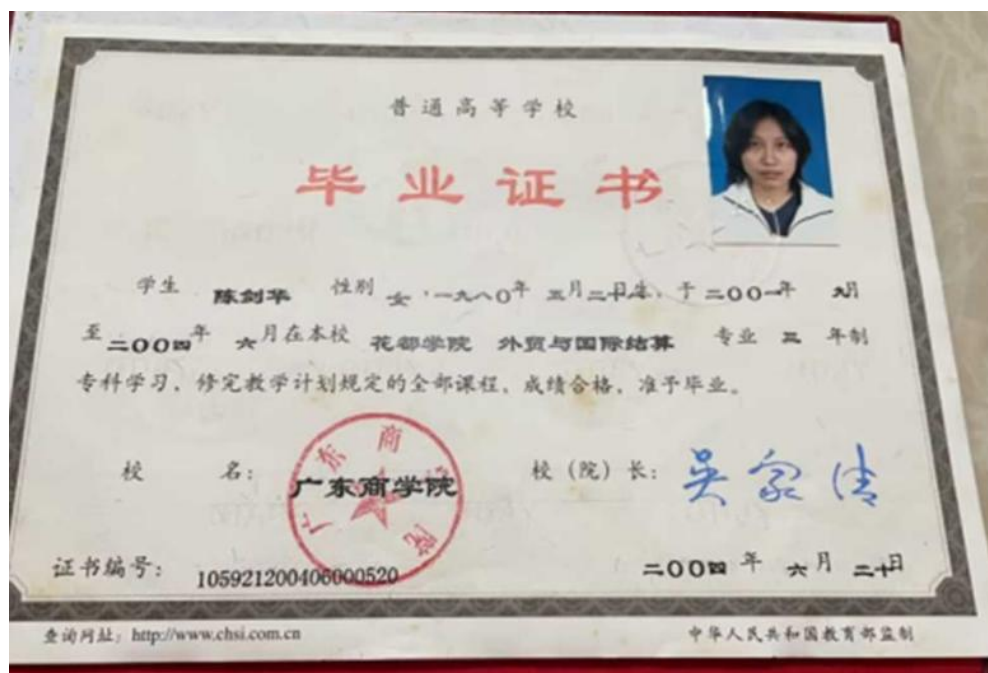 普通高等学校
毕业证书
学生 陈剑华 性别 女，一九八〇年 五月二十日生，于二〇〇一年 九月
至二〇〇四年 六月在本校 花都学院 外贸与国际结算 专业 三 年制
专科学习，修完教学计划规定的全部课程，成绩合格，准予毕业。
校 名：广东商学院 校（院）长：吴家清
广东商学院
证书编号：105921200406000520 二〇〇四年 六月 二十日
查询网址：http://www.chsi.com.cn 中华人民共和国教育部监制